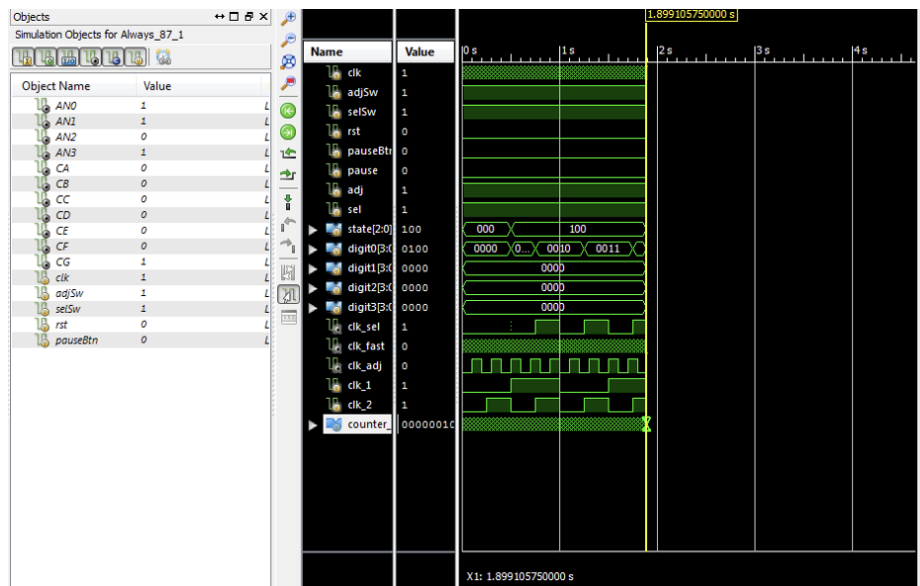 Objects
Simulation Objects for Always_87_1
Object Name Value
AN0 1 L
AN1 1 L
AN2 0 L
AN3 1 L
CA 0 L
CB 0 L
CC 0 L
CD 0 L
CE 0 L
CF 0 L
CG 1 L
clk 1 L
adjSw 1 L
selSw 1 L
rst 0 L
pauseBtn 0 L
1.899105750000 s
Name Value 0 s 1 s 2 s 3 s 4 s
clk 1
adjSw 1
selSw 1
rst 0
pauseBtn 0
pause 0
adj 1
sel 1
state[2:0] 100 000 100
digit0[3:0 0100 0000 0... 0010 0011
digit1[3:0 0000 0000
digit2[3:0 0000 0000
digit3[3:0 0000 0000
clk_sel 1
clk_fast 0
clk_adj 0
clk_1 1
clk_2 1
counter_ 00000010
X1: 1.899105750000 s